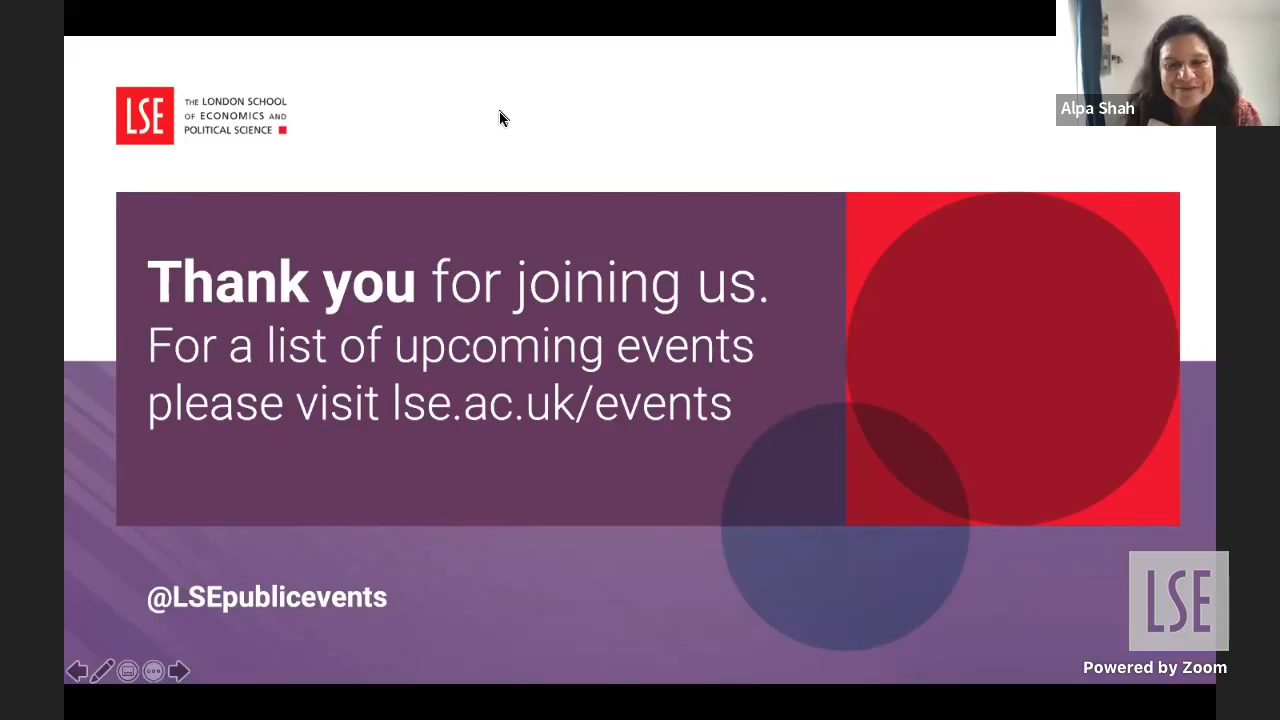 LSE
THE LONDON SCHOOL
OF ECONOMICS AND
POLITICAL SCIENCE
Alpa Shah
Thank you for joining us.
For a list of upcoming events
please visit lse.ac.uk/events
@LSEpublicevents
LSE
Powered by Zoom